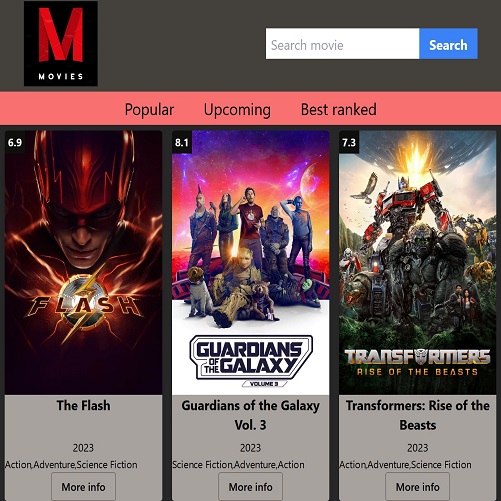 M
MOVIES
Search movie
Search
Popular
Upcoming
Best ranked
6.9
8.1
7.3
FLASH
GUARDIANS
OF THE GALAXY
VOLUME 3
TRANSFORMERS
RISE OF THE BEASTS
The Flash
2023
Action,Adventure,Science Fiction
More info
Guardians of the Galaxy
Vol. 3
2023
Science Fiction,Adventure,Action
More info
Transformers: Rise of the
Beasts
2023
Action,Adventure,Science Fiction
More info